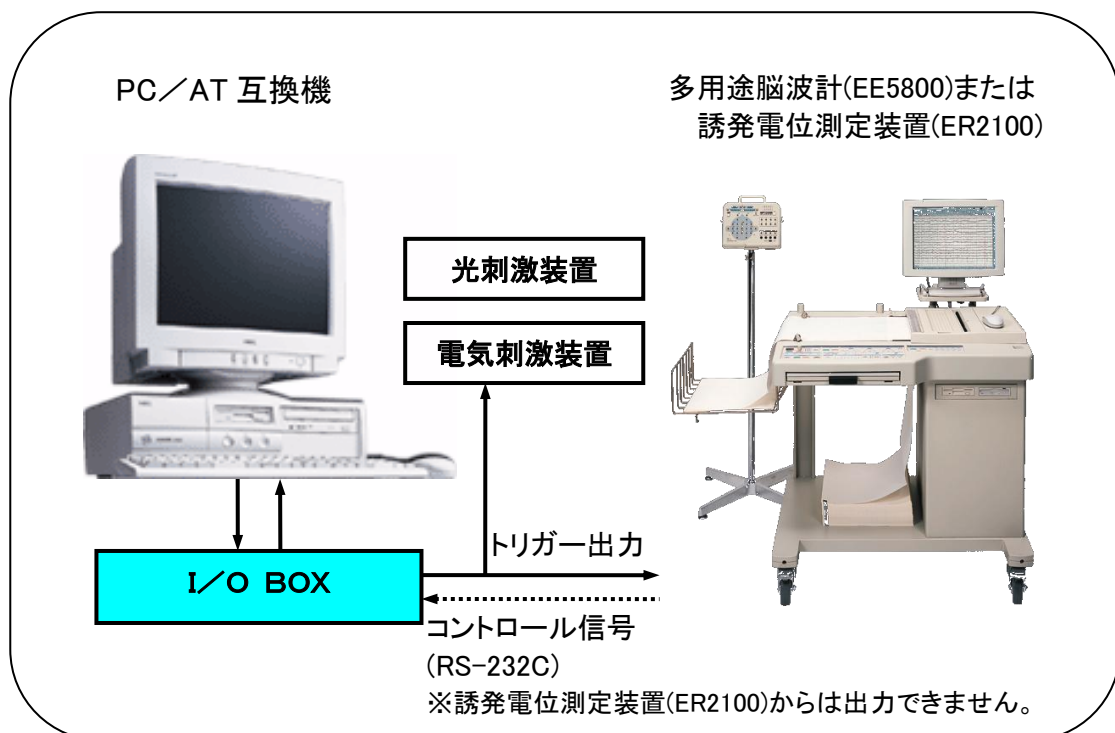 PC／AT 互換機
多用途脳波計(EE5800)または
誘発電位測定装置(ER2100)
光刺激装置
電気刺激装置
トリガー出力
I／O BOX
コントロール信号
(RS-232C)
※誘発電位測定装置(ER2100)からは出力できません。